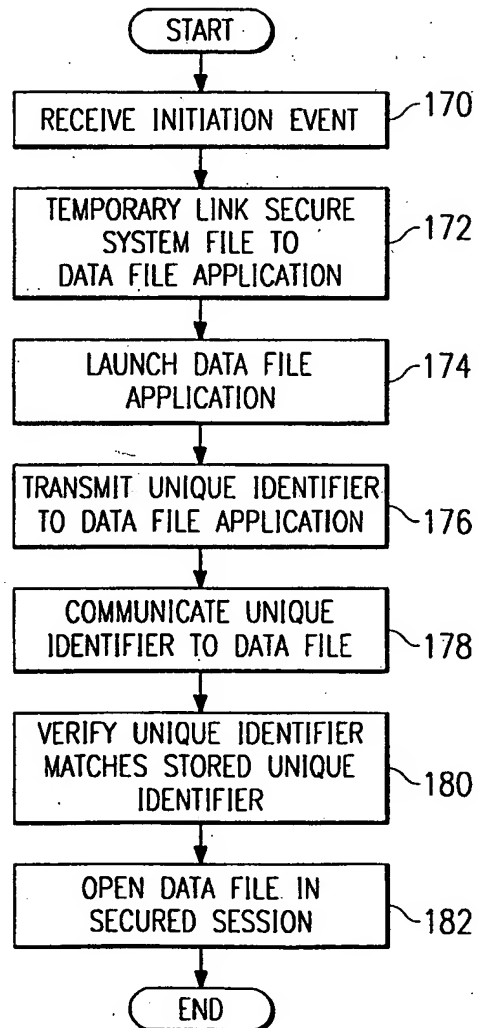 START
RECEIVE INITIATION EVENT
170
TEMPORARY LINK SECURE
SYSTEM FILE TO
DATA FILE APPLICATION
172
LAUNCH DATA FILE
APPLICATION
174
TRANSMIT UNIQUE IDENTIFIER
TO DATA FILE APPLICATION
176
COMMUNICATE UNIQUE
IDENTIFIER TO DATA FILE
178
VERIFY UNIQUE IDENTIFIER
MATCHES STORED UNIQUE
IDENTIFIER
180
OPEN DATA FILE IN
SECURED SESSION
182
END